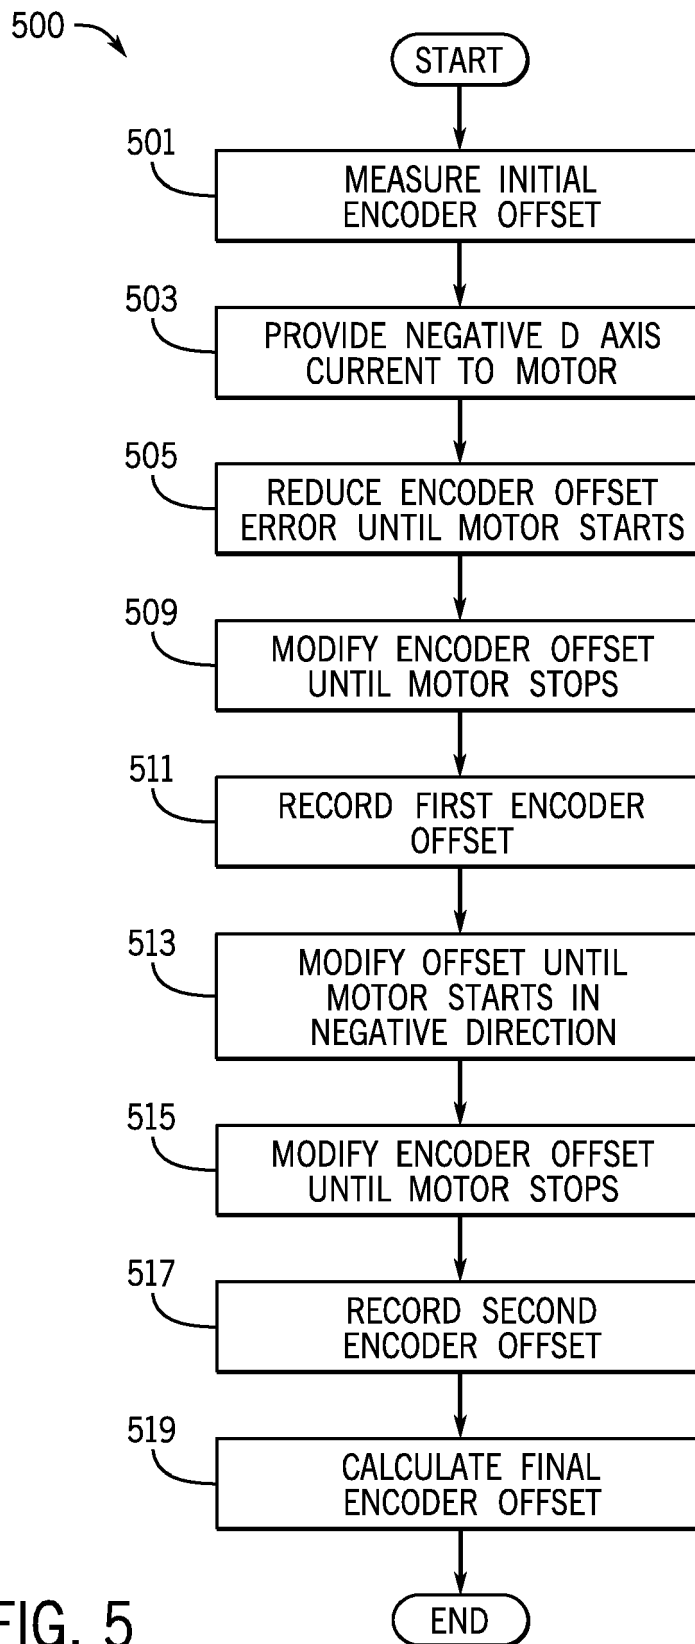 500
START
501
MEASURE INITIAL
ENCODER OFFSET
503
PROVIDE NEGATIVE D AXIS
CURRENT TO MOTOR
505
REDUCE ENCODER OFFSET
ERROR UNTIL MOTOR STARTS
509
MODIFY ENCODER OFFSET
UNTIL MOTOR STOPS
511
RECORD FIRST ENCODER
OFFSET
513
MODIFY OFFSET UNTIL
MOTOR STARTS IN
NEGATIVE DIRECTION
515
MODIFY ENCODER OFFSET
UNTIL MOTOR STOPS
517
RECORD SECOND
ENCODER OFFSET
519
CALCULATE FINAL
ENCODER OFFSET
END
FIG. 5